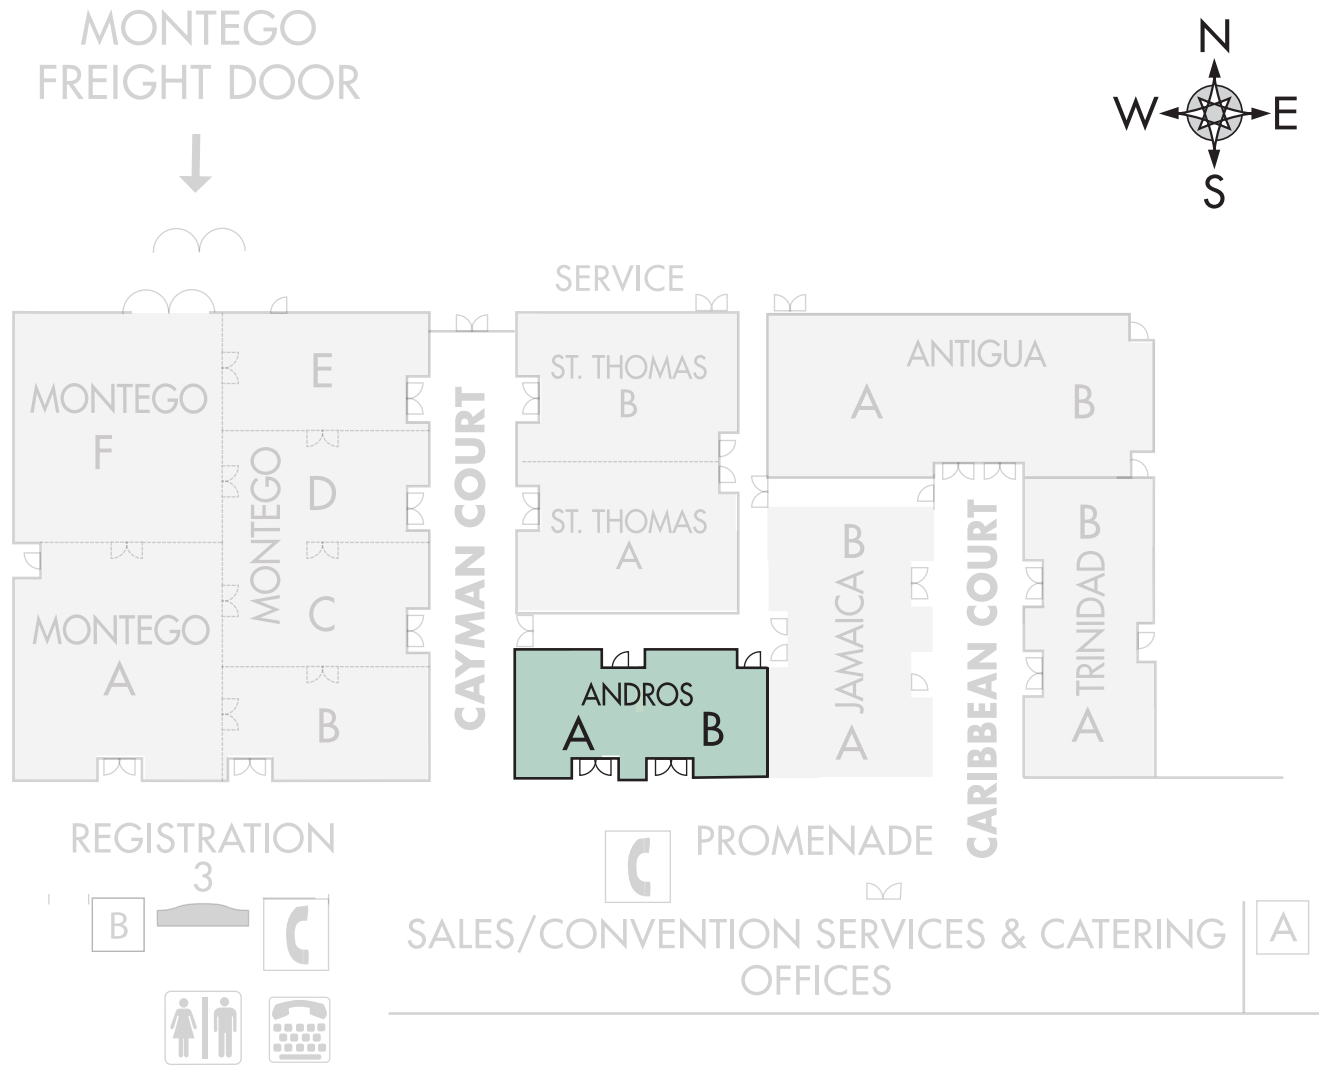 MONTEGO
FREIGHT DOOR
N
W
E
S
SERVICE
MONTEGO
F
E
MONTEGO
D
C
B
MONTEGO
A
CAYMAN COURT
ST. THOMAS
B
ST. THOMAS
A
ANTIGUA
A
B
B
JAMAICA
A
CARIBBEAN COURT
B
TRINIDAD
A
ANDROS
A
B
REGISTRATION
3
PROMENADE
B
SALES/CONVENTION SERVICES & CATERING
OFFICES
A